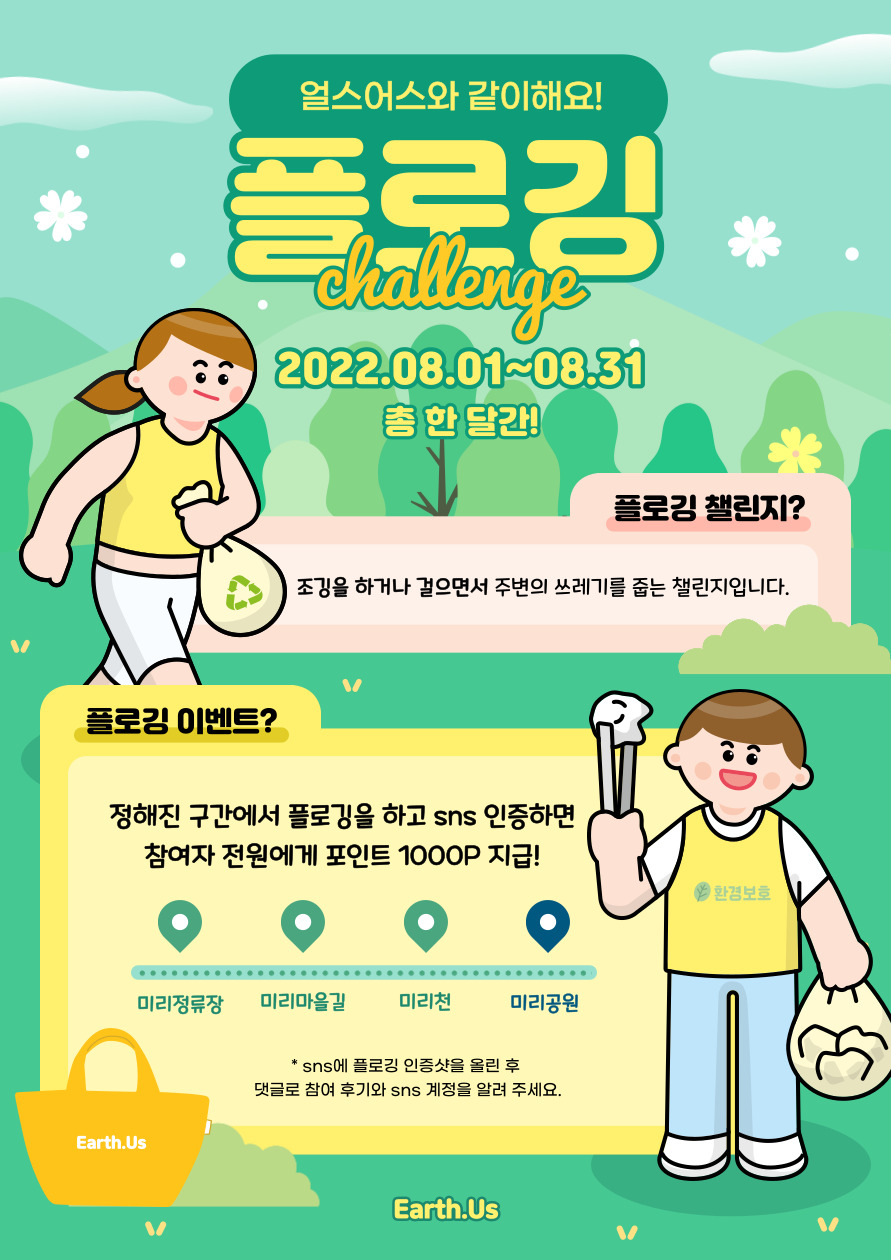 얼스어스와 같이해요!
플로깅
challenge
2022.08.01~08.31
총 한 달간!
플로깅 챌린지?
조깅을 하거나 걸으면서 주변의 쓰레기를 줍는 챌린지입니다.
플로깅 이벤트?
정해진 구간에서 플로깅을 하고 sns 인증하면
참여자 전원에게 포인트 1000P 지급!
환경보호
미리정류장 미리마을길 미리천 미리공원
* sns에 플로깅 인증샷을 올린 후
댓글로 참여 후기와 sns 계정을 알려 주세요.
Earth.Us
Earth.Us